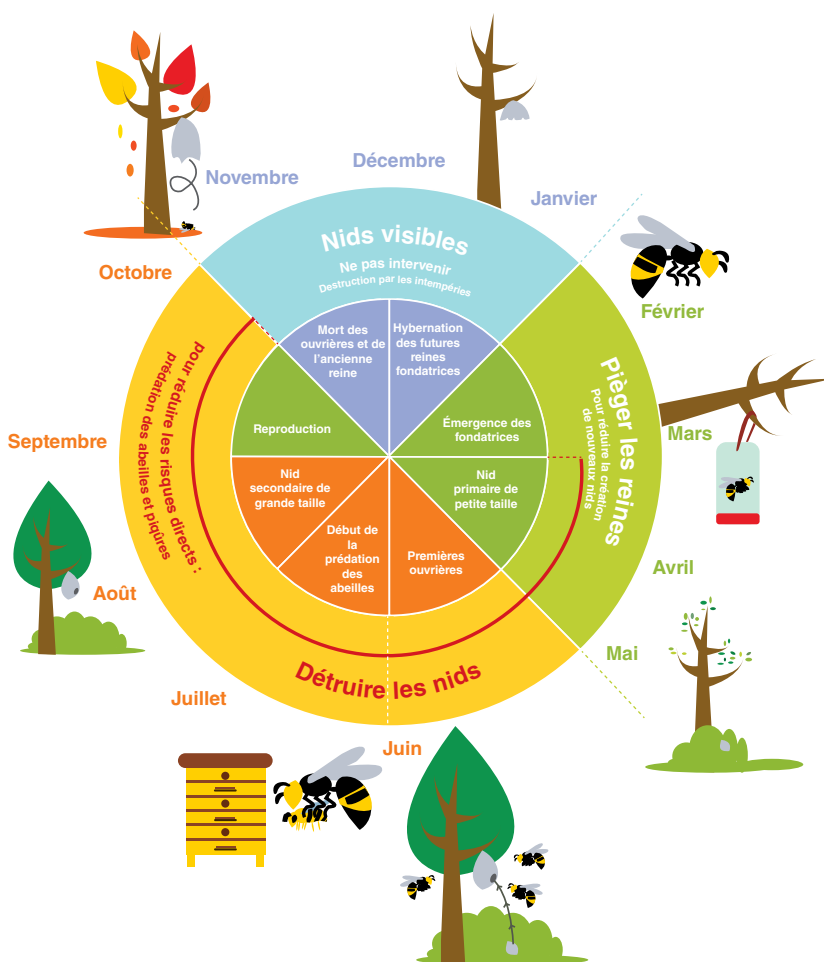 Décembre
Novembre
Janvier
Octobre
Février
Nids visibles
Ne pas intervenir
Destruction par les intempéries
Mort des
ouvrières et de
l'ancienne
reine
Hybernation
des futures
reines
fondatrices
Reproduction
Émergence des
fondatrices
Nid
secondaire de
grande taille
Nid
primaire de
petite taille
Début de
la
prédation
des
abeilles
Premières
ouvrières
Pièger les reines
Pour réduire la création
de nouveaux nids
Mars
Septembre
pour réduire les risques directs :
prédation des abeilles et piqûres
Août
Avril
Mai
Détruire les nids
Juillet
Juin